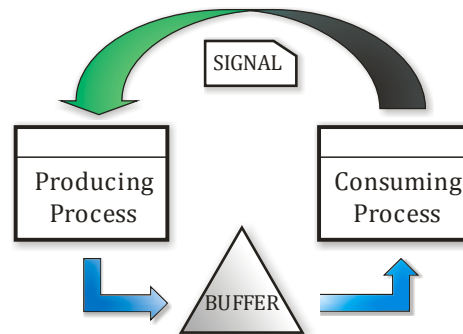 SIGNAL
Producing
Process
Consuming
Process
BUFFER